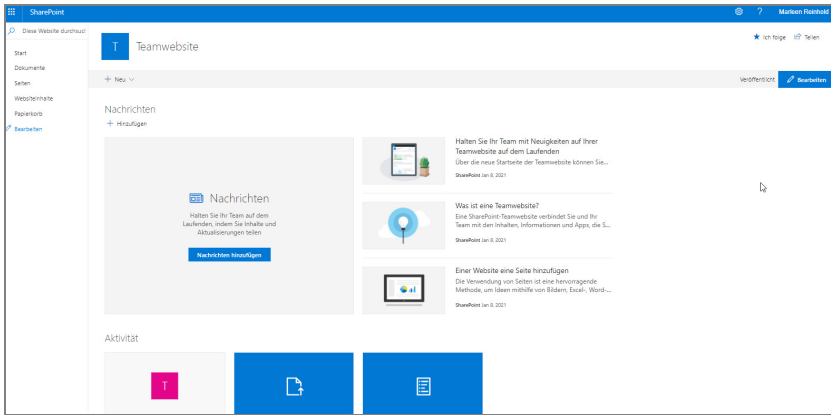 SharePoint
? Marleen Reinhold
Diese Website durchsuc
Start
Dokumente
Seiten
Websiteinhalte
Papierkorb
Bearbeiten
T Teamwebsite
Ich folge Teilen
+ Neu
Veröffentlicht Bearbeiten
Nachrichten
+ Hinzufügen
Nachrichten
Halten Sie Ihr Team auf dem
Laufenden, indem Sie Inhalte und
Aktualisierungen teilen
Nachrichten hinzufügen
Halten Sie Ihr Team mit Neuigkeiten auf Ihrer
Teamwebsite auf dem Laufenden
Über die neue Startseite der Teamwebsite können Sie...
SharePoint Jan 8, 2021
Was ist eine Teamwebsite?
Eine SharePoint-Teamwebsite verbindet Sie und Ihr
Team mit den Inhalten, Informationen und Apps, die S...
SharePoint Jan 8, 2021
Einer Website eine Seite hinzufügen
Die Verwendung von Seiten ist eine hervorragende
Methode, um Ideen mithilfe von Bildern, Excel-, Word-...
SharePoint Jan 8, 2021
Aktivität
T